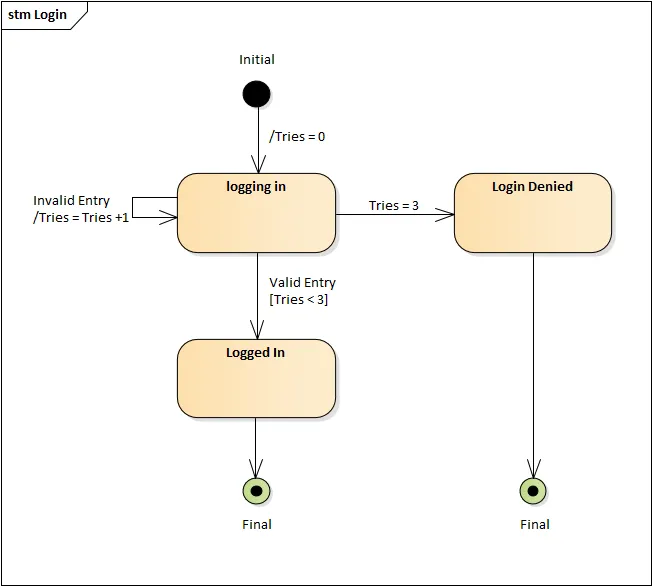 stm Login
Initial
/Tries = 0
logging in
Login Denied
Invalid Entry
/Tries = Tries +1
Tries = 3
Valid Entry
[Tries < 3]
Logged In
Final
Final